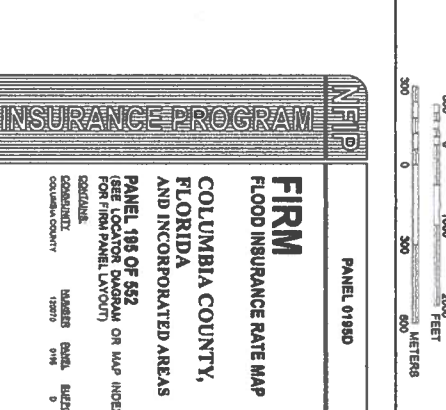 FEET
1000
300 0 300 600
METERS
NFIP
PANEL 0195D
FIRM
FLOOD INSURANCE RATE MAP
COLUMBIA COUNTY,
FLORIDA
AND INCORPORATED AREAS
PANEL 195 OF 552
(SEE LOCATOR DIAGRAM OR MAP INDEX
FOR FIRM PANEL LAYOUT)
CONTAINS:
COMMUNITY NUMBER PANEL SUFFIX
COLUMBIA COUNTY 120070 0195 D
INSURANCE PROGRAM